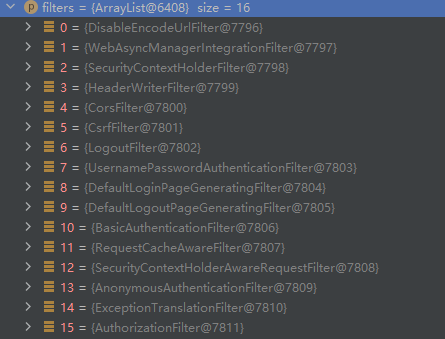 p filters = {ArrayList@6408} size = 16
0 = {DisableEncodeUrlFilter@7796}
1 = {WebAsyncManagerIntegrationFilter@7797}
2 = {SecurityContextHolderFilter@7798}
3 = {HeaderWriterFilter@7799}
4 = {CorsFilter@7800}
5 = {CsrfFilter@7801}
6 = {LogoutFilter@7802}
7 = {UsernamePasswordAuthenticationFilter@7803}
8 = {DefaultLoginPageGeneratingFilter@7804}
9 = {DefaultLogoutPageGeneratingFilter@7805}
10 = {BasicAuthenticationFilter@7806}
11 = {RequestCacheAwareFilter@7807}
12 = {SecurityContextHolderAwareRequestFilter@7808}
13 = {AnonymousAuthenticationFilter@7809}
14 = {ExceptionTranslationFilter@7810}
15 = {AuthorizationFilter@7811}